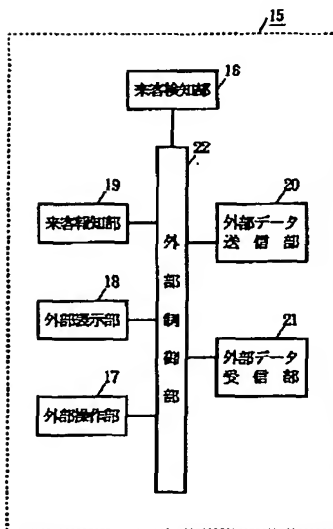 15
16
来客検知部
22
19
来客報知部
20
外部データ
送信部
外部制御部
18
外部表示部
21
外部データ
受信部
17
外部操作部